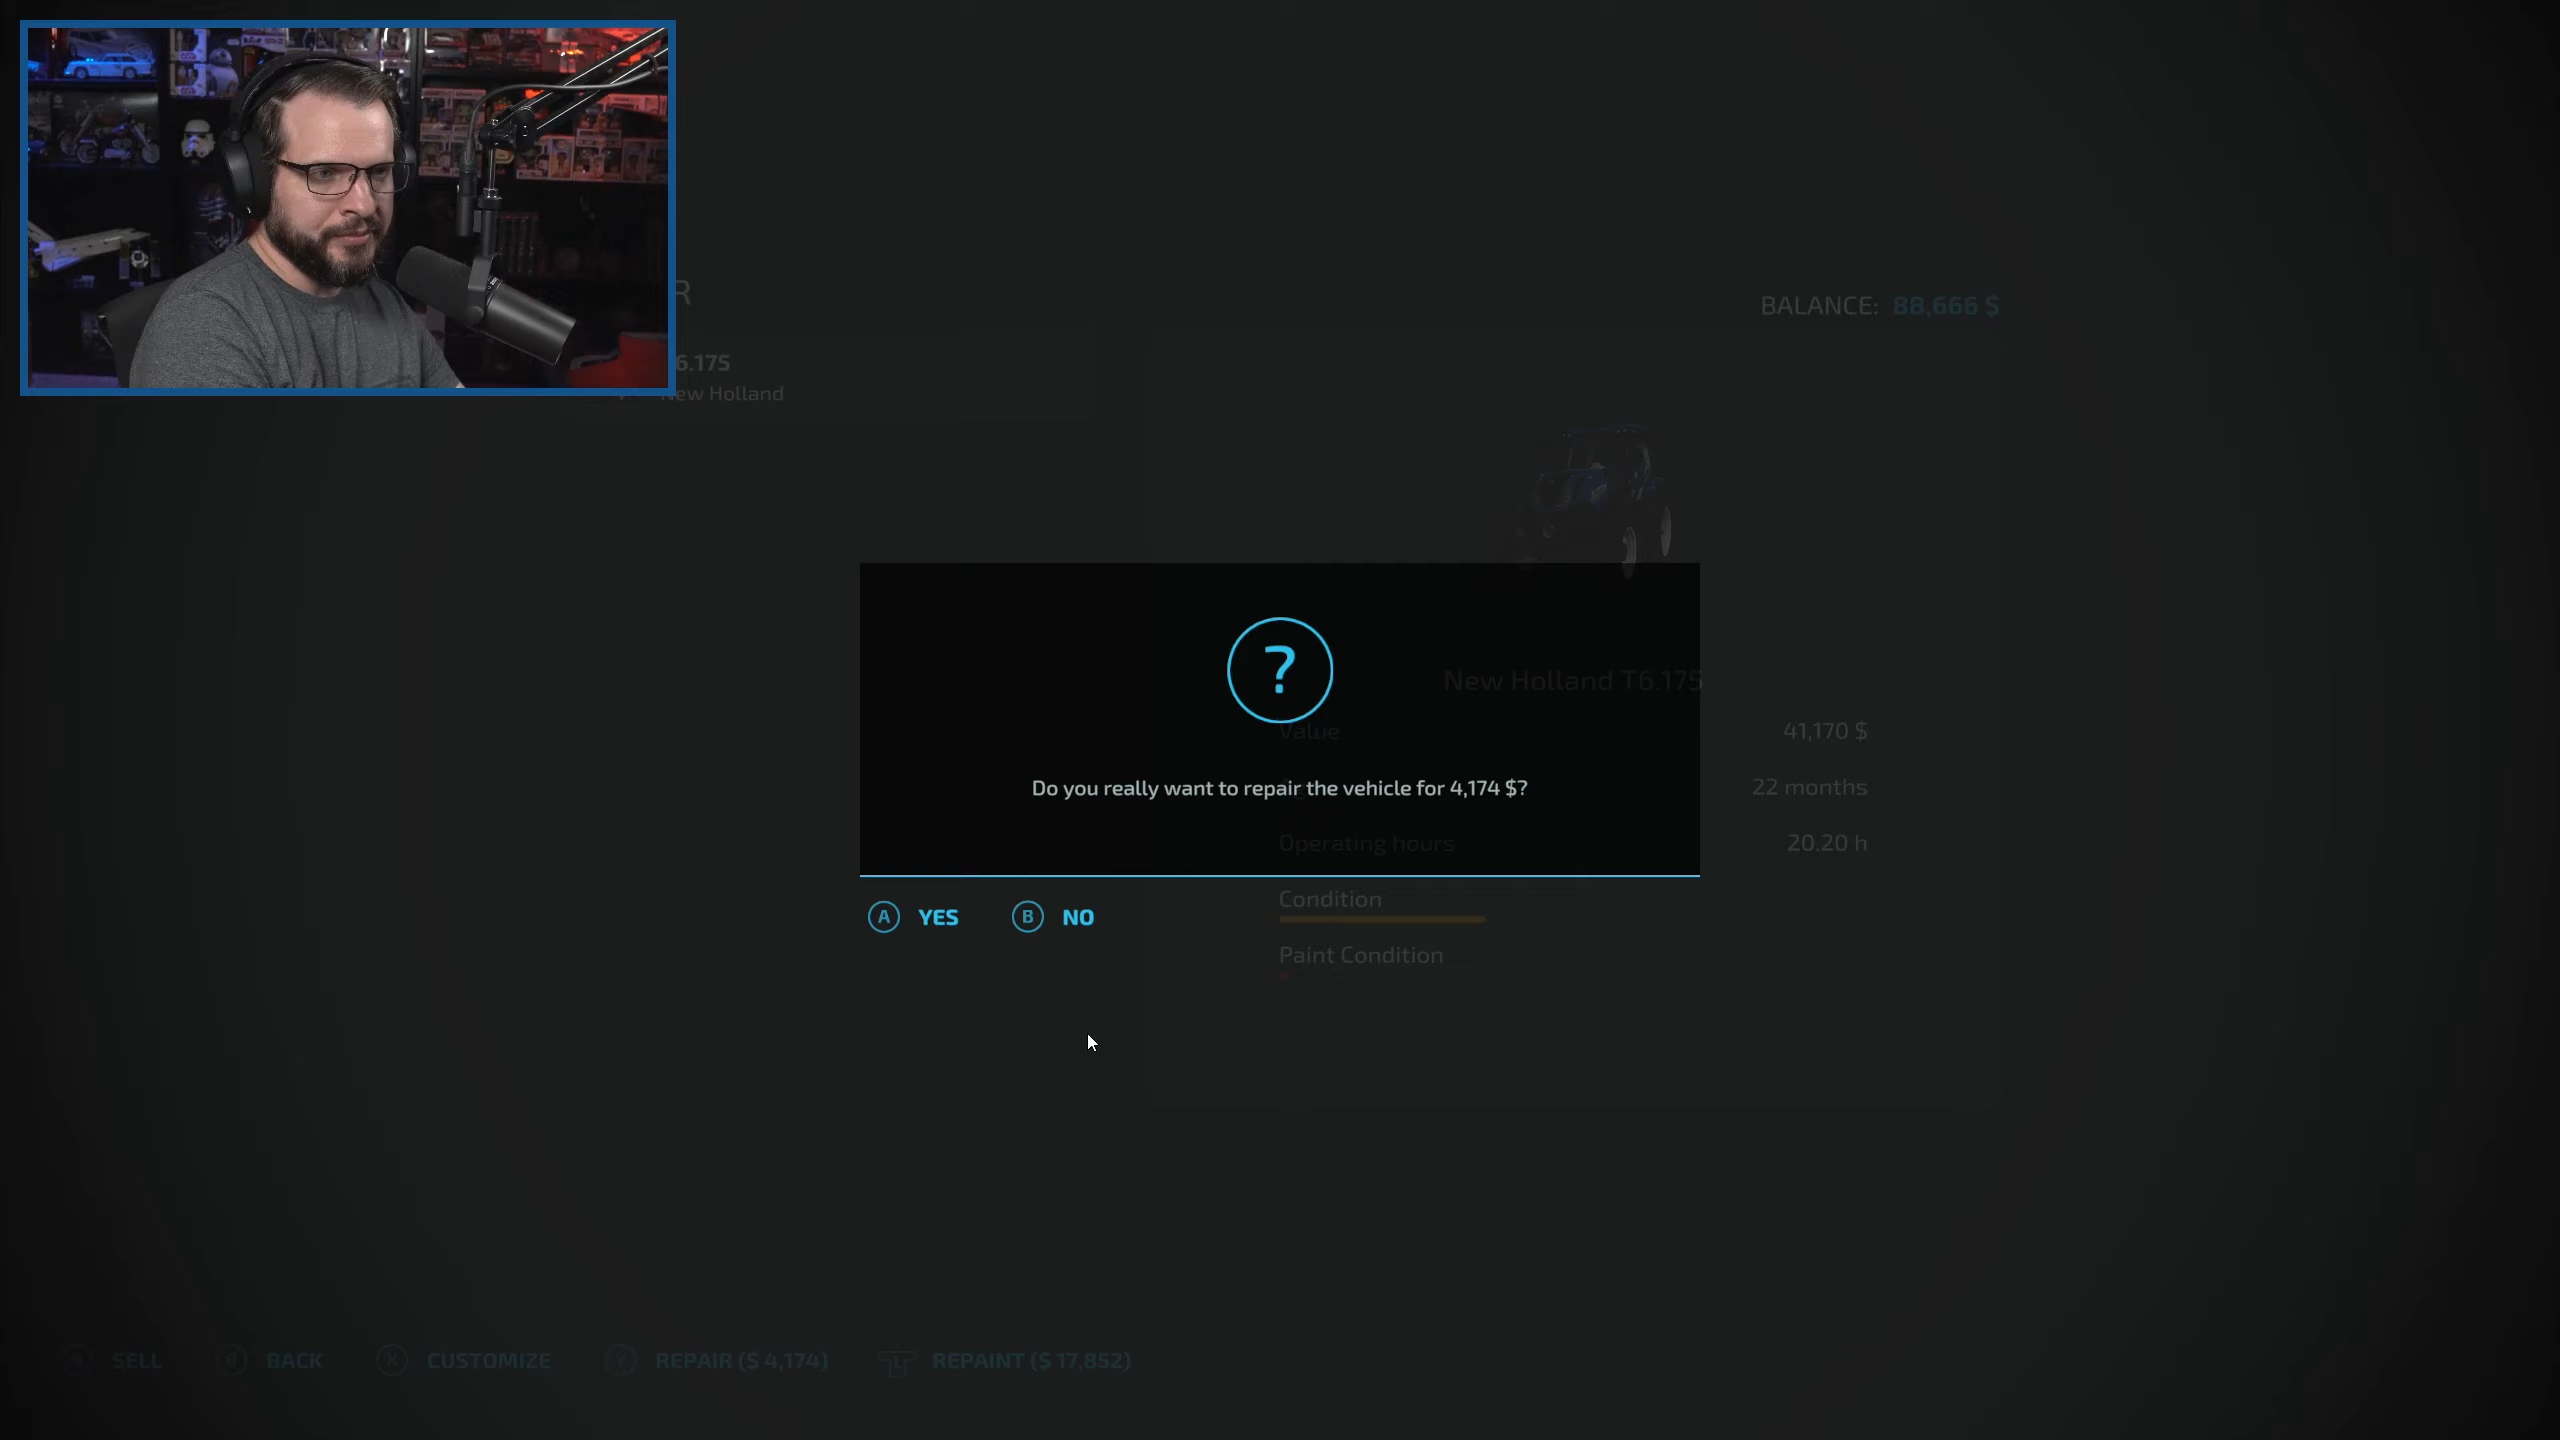 R
BALANCE: 88,666 $
6.175
New Holland
?
New Holland T6.175
Value 41,170 $
Do you really want to repair the vehicle for 4,174 $?
22 months
Operating hours 20.20 h
A YES B NO
Condition
Paint Condition
SELL B BACK X CUSTOMIZE Y REPAIR ($ 4,174) REPAINT ($ 17,852)